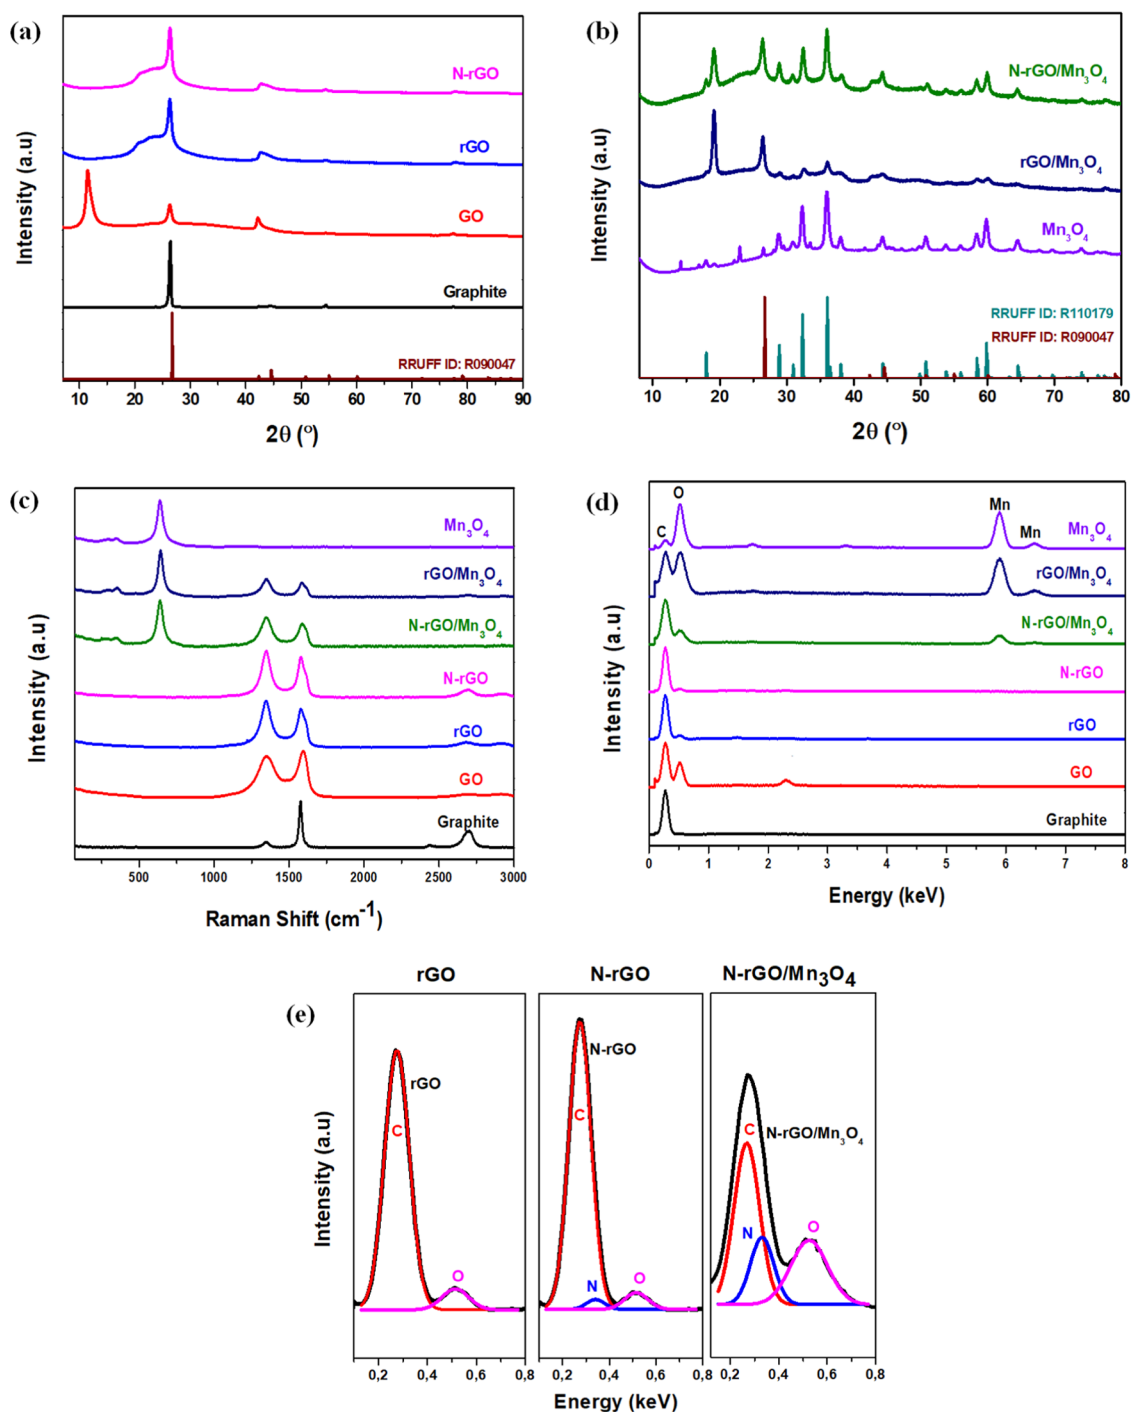 (a)
Intensity (a.u)
N-rGO
rGO
GO
Graphite
RRUFF ID: R090047
10 20 30 40 50 60 70 80 90
2θ (°)
(b)
Intensity (a.u)
N-rGO/Mn₃O₄
rGO/Mn₃O₄
Mn₃O₄
RRUFF ID: R110179
RRUFF ID: R090047
10 20 30 40 50 60 70 80
2θ (°)
(c)
Intensity (a.u)
Mn₃O₄
rGO/Mn₃O₄
N-rGO/Mn₃O₄
N-rGO
rGO
GO
Graphite
500 1000 1500 2000 2500 3000
Raman Shift (cm⁻¹)
(d)
Intensity (a.u)
C
O
Mn
Mn
Mn₃O₄
rGO/Mn₃O₄
N-rGO/Mn₃O₄
N-rGO
rGO
GO
Graphite
0 1 2 3 4 5 6 7 8
Energy (keV)
(e)
Intensity (a.u)
rGO
rGO
C
O
0,2 0,4 0,6 0,8
N-rGO
N-rGO
C
N
O
0,2 0,4 0,6 0,8
N-rGO/Mn₃O₄
C
N-rGO/Mn₃O₄
N
O
0,2 0,4 0,6 0,8
Energy (keV)